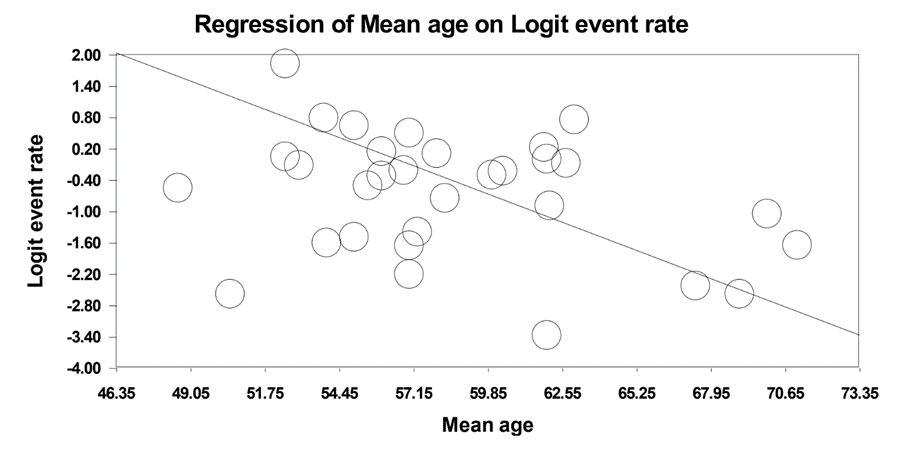 Regression of Mean age on Logit event rate
2.00
1.40
0.80
0.20
-0.40
-1.00
-1.60
-2.20
-2.80
-3.40
-4.00
Logit event rate
46.35 49.05 51.75 54.45 57.15 59.85 62.55 65.25 67.95 70.65 73.35
Mean age